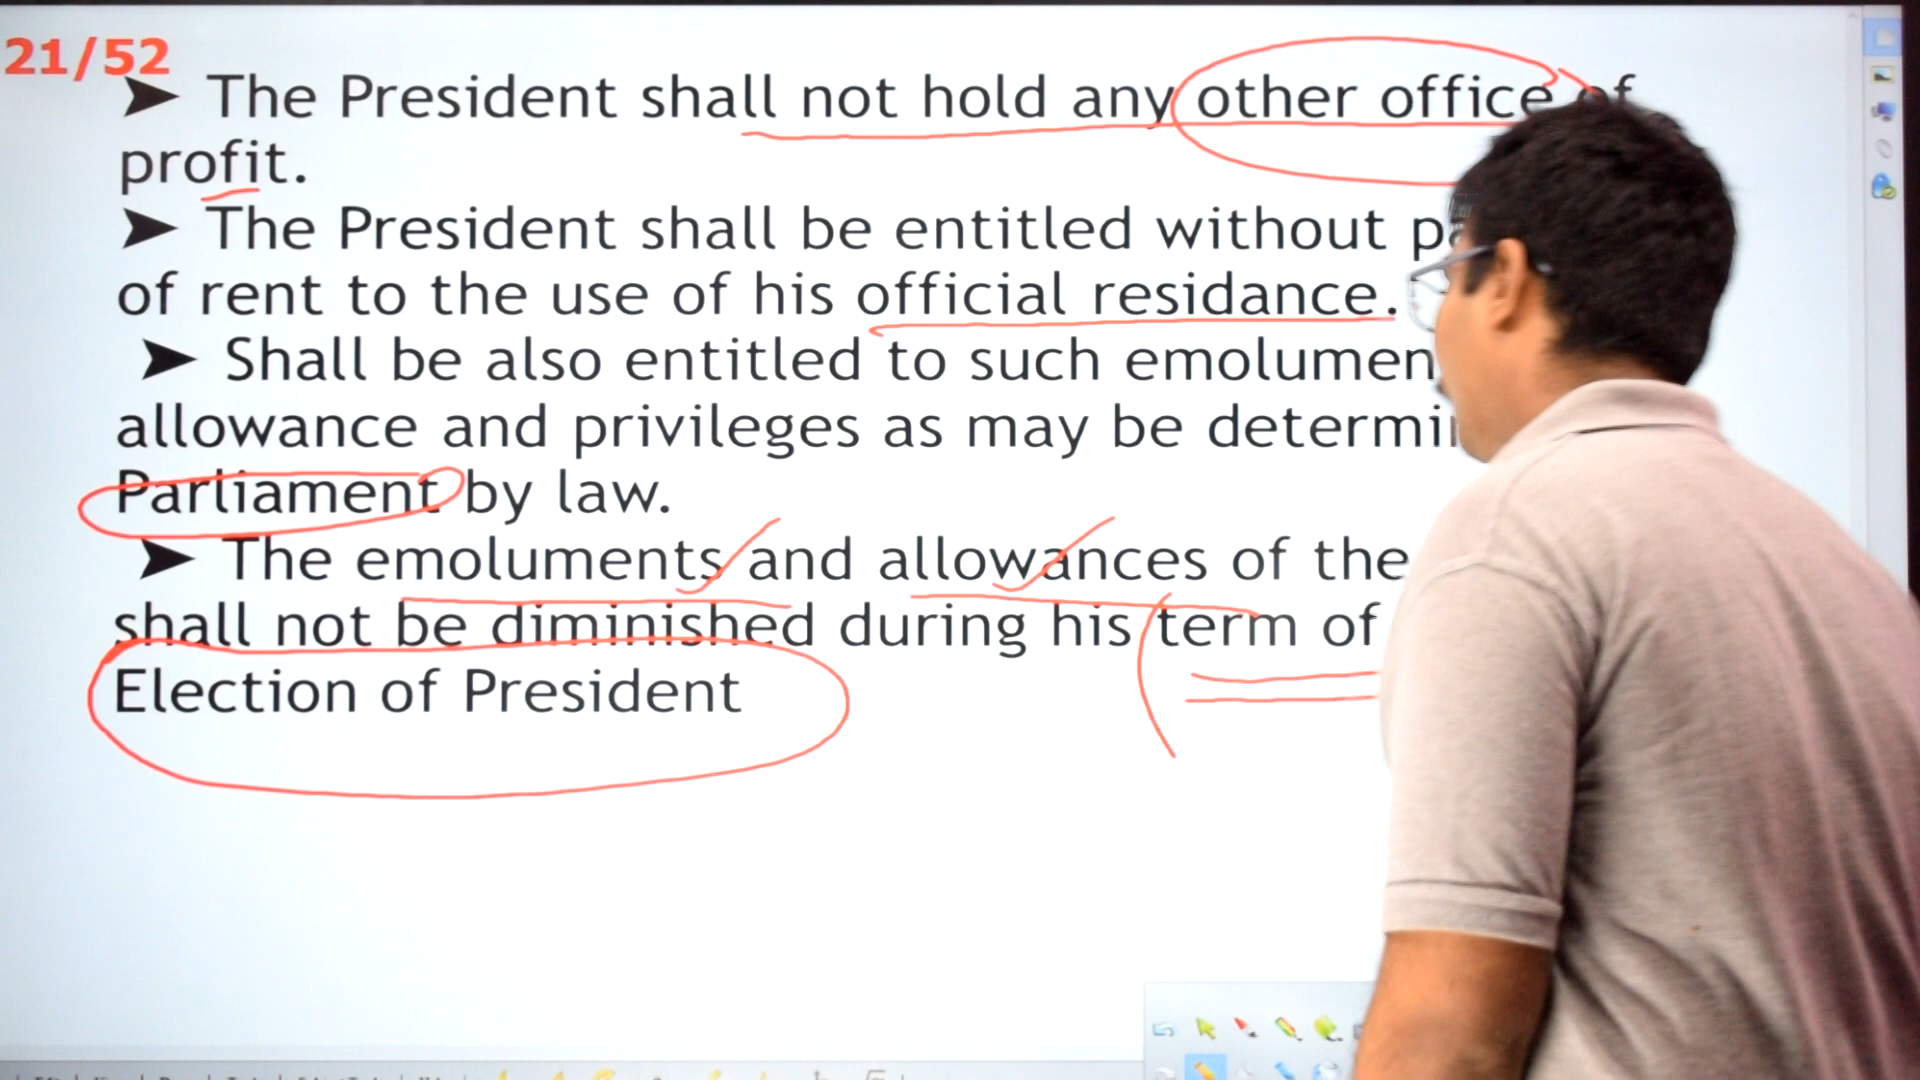 21/52
➤ The President shall not hold any other office of
profit.
➤ The President shall be entitled without
of rent to the use of his official residance.
➤ Shall be also entitled to such
allowance and privileges as may be
Parliament by law.
➤ The emoluments and allowances of the
shall not be diminished during his term of
Election of President